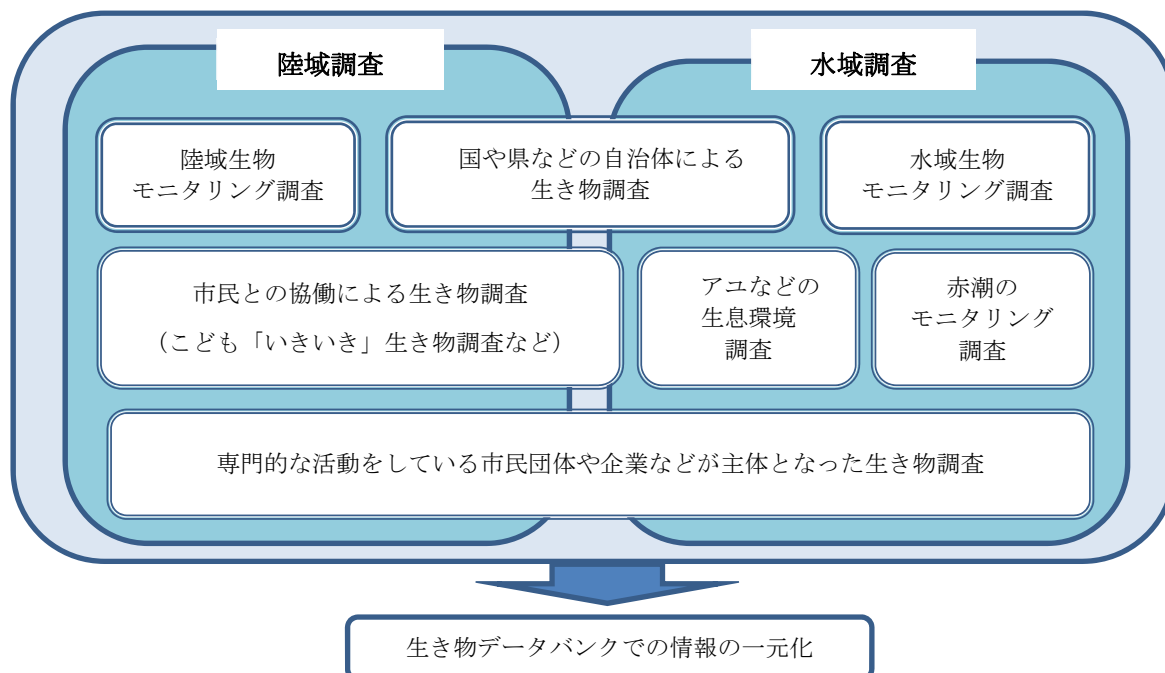 陸域調査
水域調査
陸域生物
モニタリング調査
国や県などの自治体による
生き物調査
水域生物
モニタリング調査
市民との協働による生き物調査
（こども「いきいき」生き物調査など）
アユなどの
生息環境
調査
赤潮の
モニタリング
調査
専門的な活動をしている市民団体や企業などが主体となった生き物調査
生き物データバンクでの情報の一元化